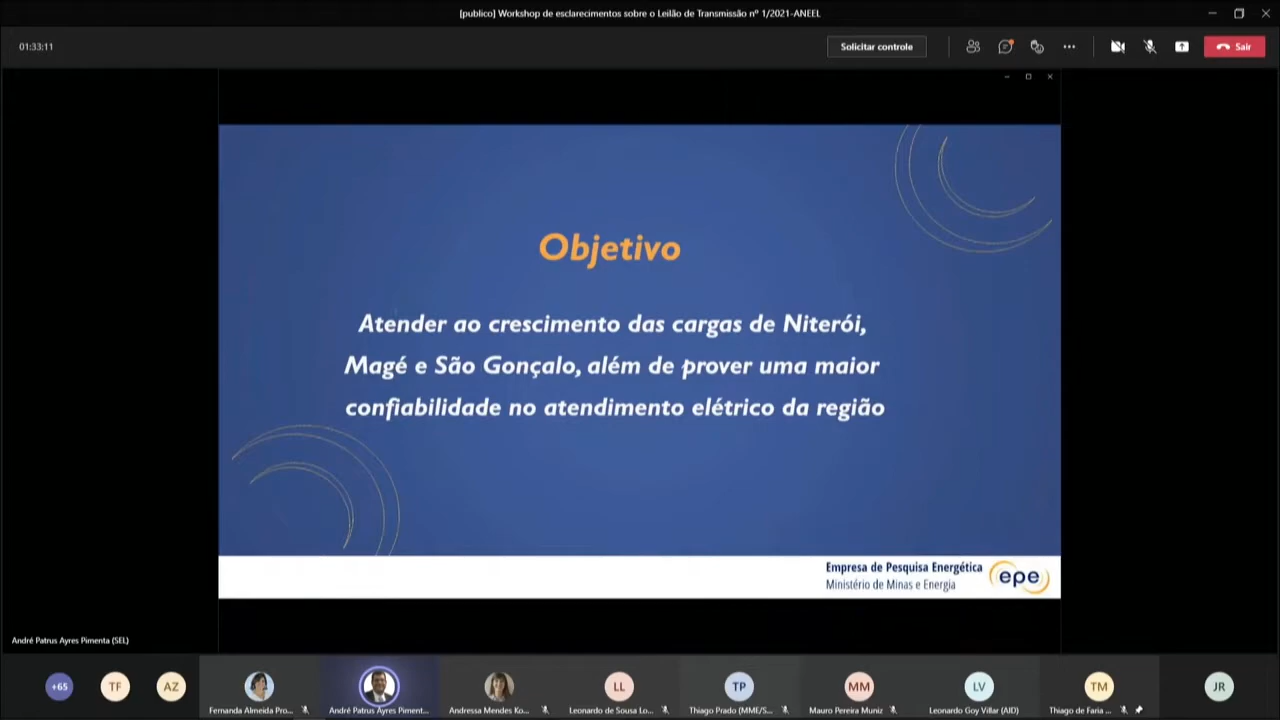 [publico] Workshop de esclarecimentos sobre o Leilão de Transmissão nº 1/2021-ANEEL
01:33:11
Solicitar controle
Sair
Objetivo
Atender ao crescimento das cargas de Niterói,
Magé e São Gonçalo, além de prover uma maior
confiabilidade no atendimento elétrico da região
Empresa de Pesquisa Energética
Ministério de Minas e Energia
epe
André Patrus Ayres Pimenta (SEL)
+65
TF
AZ
LL
TP
MM
LV
TM
JR
Fernanda Almeida Pro...
André Patrus Ayres Piment...
Andressa Mendes Ko...
Leonardo de Sousa Lo...
Thiago Prado (MME/S...
Mauro Pereira Muniz
Leonardo Goy Villar (AID)
Thiago de Faria ...